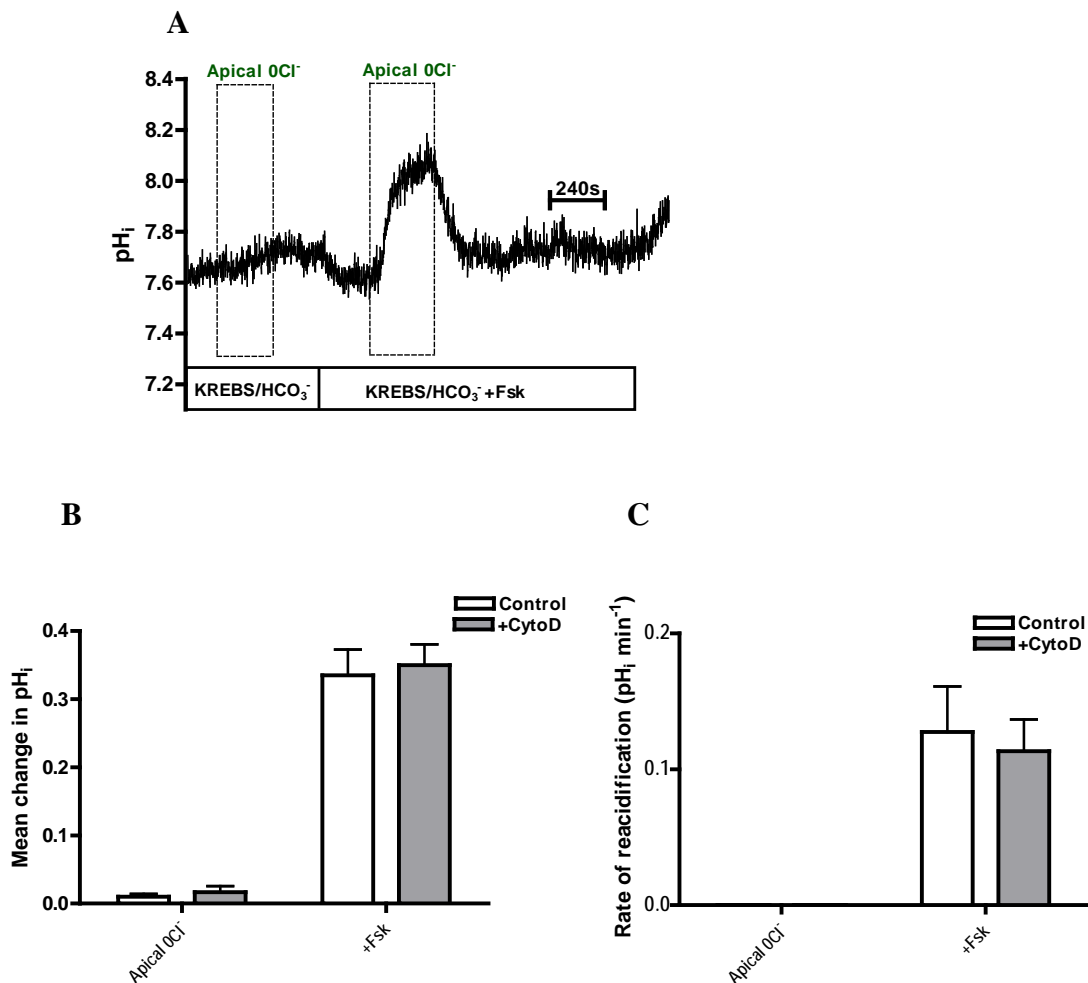 A
Apical 0Cl⁻ Apical 0Cl⁻
8.4
8.2
8.0
7.8
7.6
7.4
7.2
pHᵢ
240s
KREBS/HCO₃⁻ KREBS/HCO₃⁻ +Fsk
B
Control
+CytoD
0.4
0.3
0.2
0.1
0.0
Mean change in pHᵢ
Apical 0Cl⁻
+Fsk
C
Control
+CytoD
0.2
0.1
0.0
Rate of reacidification (pHᵢ min⁻¹)
Apical 0Cl⁻
+Fsk